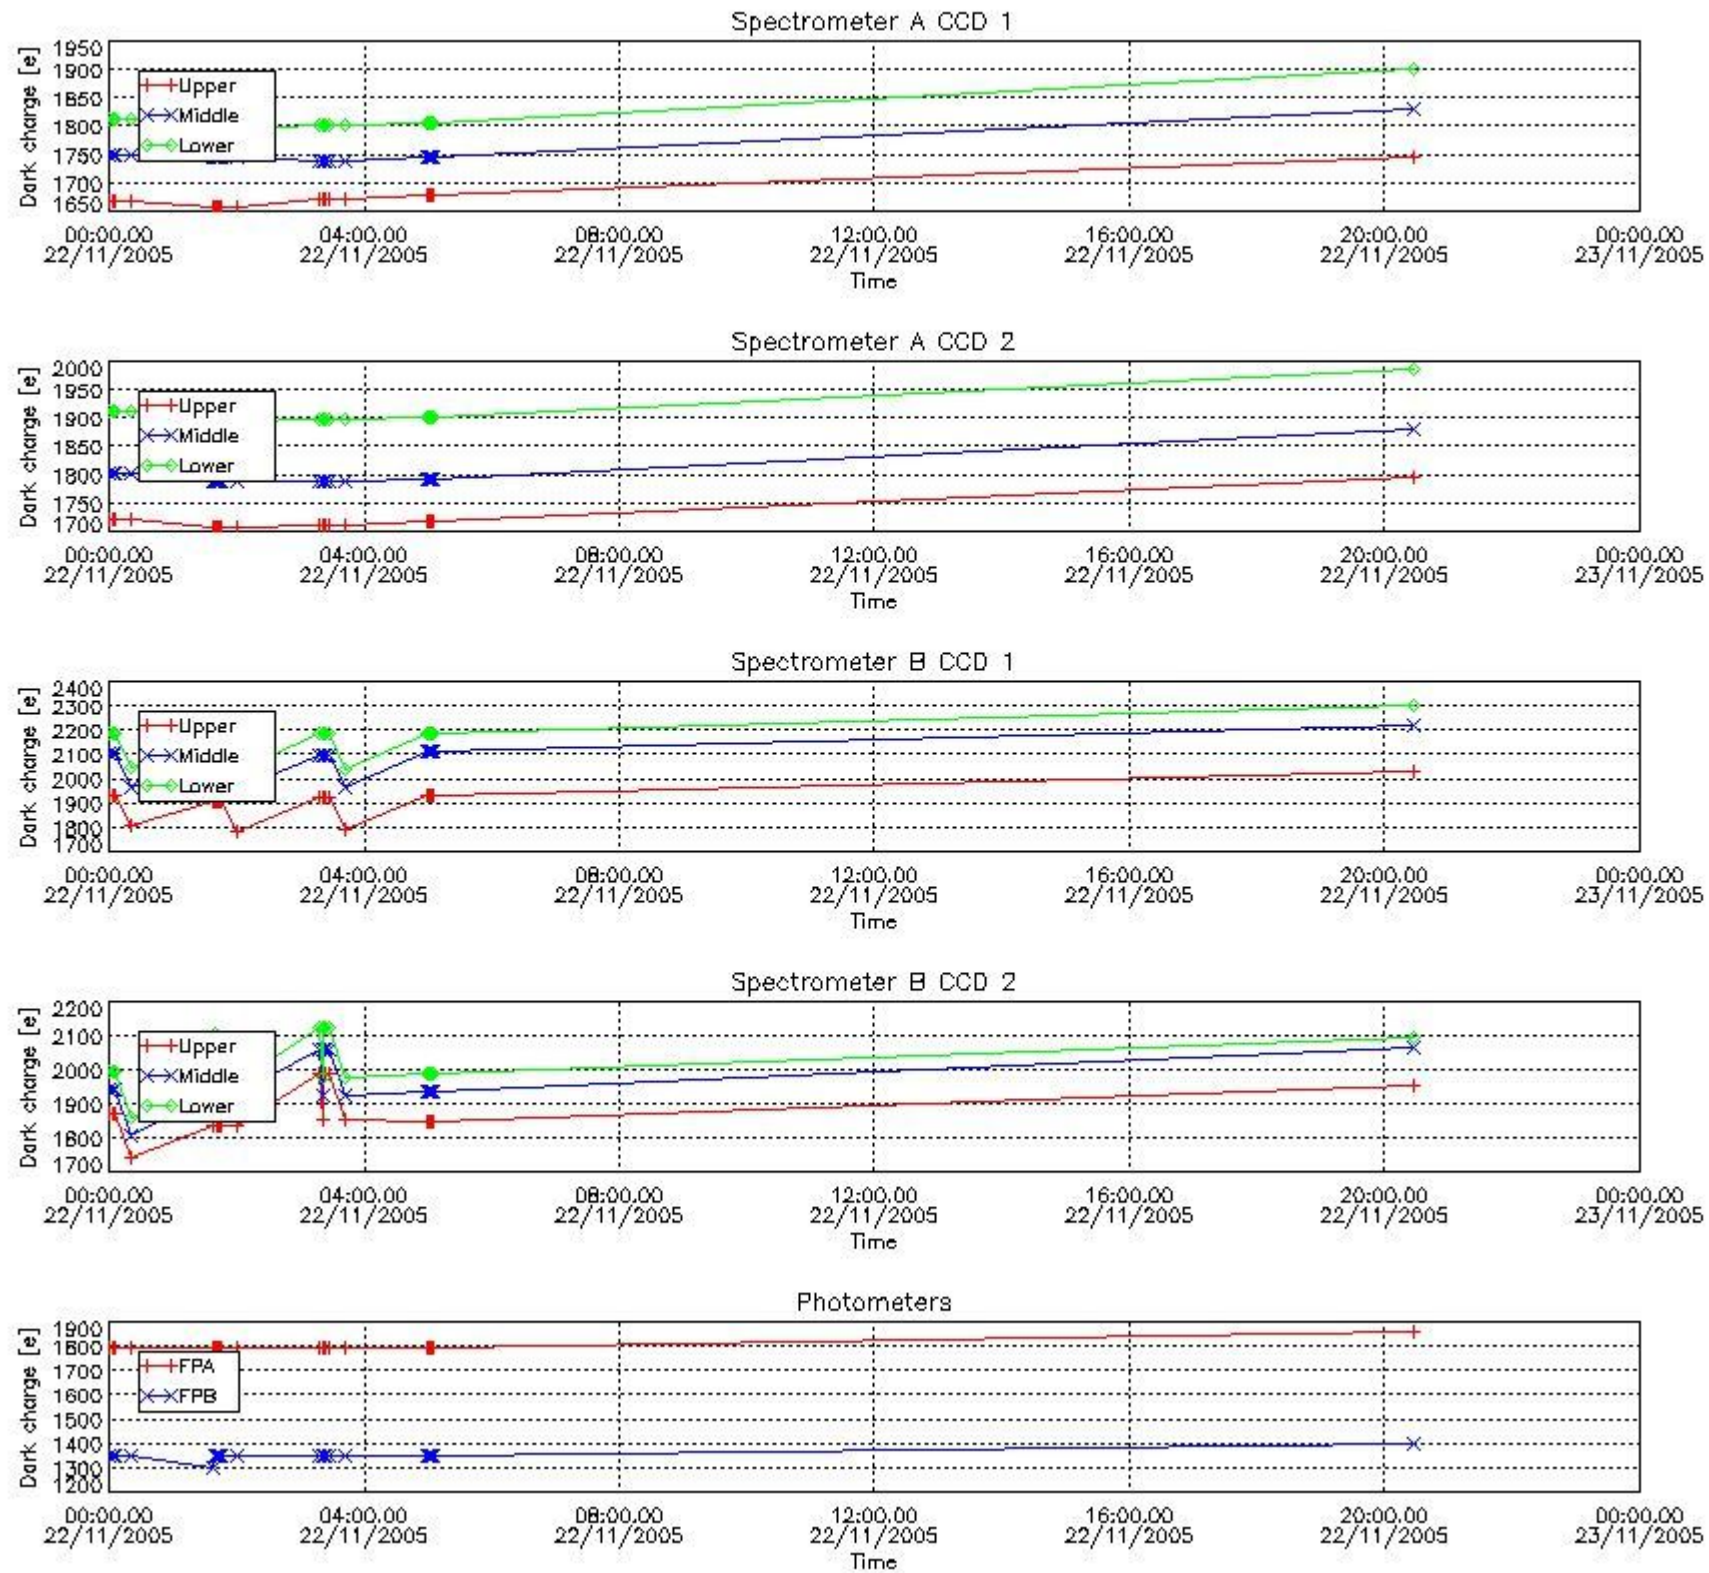 Spectrometer A CCD 1
Dark charge [e]
1950
1900
1850
1800
1750
1700
1650
Upper
Middle
Lower
00:00.00 04:00.00 08:00.00 12:00.00 16:00.00 20:00.00 00:00.00
22/11/2005 22/11/2005 22/11/2005 22/11/2005 22/11/2005 22/11/2005 23/11/2005
Time
Spectrometer A CCD 2
Dark charge [e]
2000
1950
1900
1850
1800
1750
1700
Upper
Middle
Lower
00:00.00 04:00.00 08:00.00 12:00.00 16:00.00 20:00.00 00:00.00
22/11/2005 22/11/2005 22/11/2005 22/11/2005 22/11/2005 22/11/2005 23/11/2005
Time
Spectrometer B CCD 1
Dark charge [e]
2400
2300
2200
2100
2000
1900
1800
1700
Upper
Middle
Lower
00:00.00 04:00.00 08:00.00 12:00.00 16:00.00 20:00.00 00:00.00
22/11/2005 22/11/2005 22/11/2005 22/11/2005 22/11/2005 22/11/2005 23/11/2005
Time
Spectrometer B CCD 2
Dark charge [e]
2200
2100
2000
1900
1800
1700
Upper
Middle
Lower
00:00.00 04:00.00 08:00.00 12:00.00 16:00.00 20:00.00 00:00.00
22/11/2005 22/11/2005 22/11/2005 22/11/2005 22/11/2005 22/11/2005 23/11/2005
Time
Photometers
Dark charge [e]
1900
1800
1700
1600
1500
1400
1300
1200
FPA
FPB
00:00.00 04:00.00 08:00.00 12:00.00 16:00.00 20:00.00 00:00.00
22/11/2005 22/11/2005 22/11/2005 22/11/2005 22/11/2005 22/11/2005 23/11/2005
Time